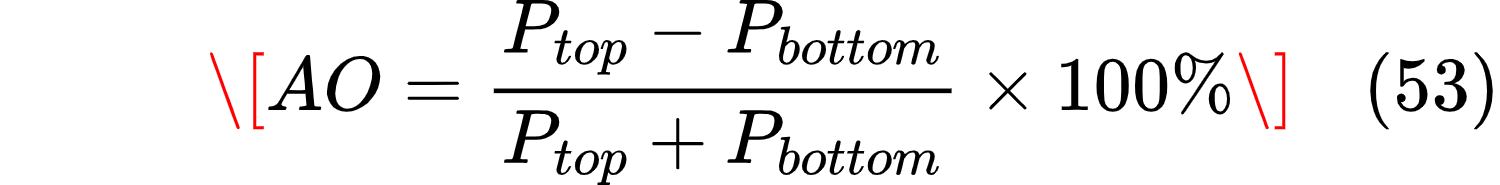 \[AO = \frac{P_{top} - P_{bottom}}{P_{top} + P_{bottom}} \times 100\%\] (53)